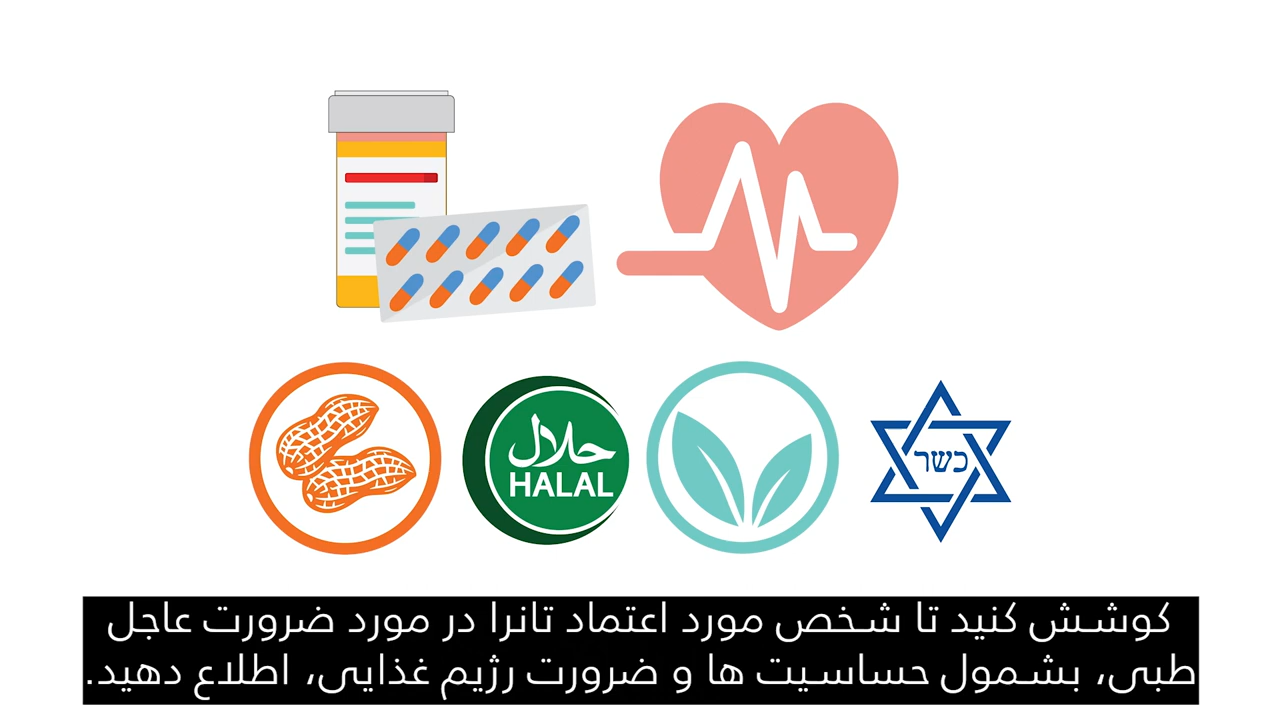 حلال
HALAL
כשר
کوشش کنید تا شخص مورد اعتماد تانرا در مورد ضرورت عاجل
طبی، بشمول حساسیت ها و ضرورت رژیم غذایی، اطلاع دهید.